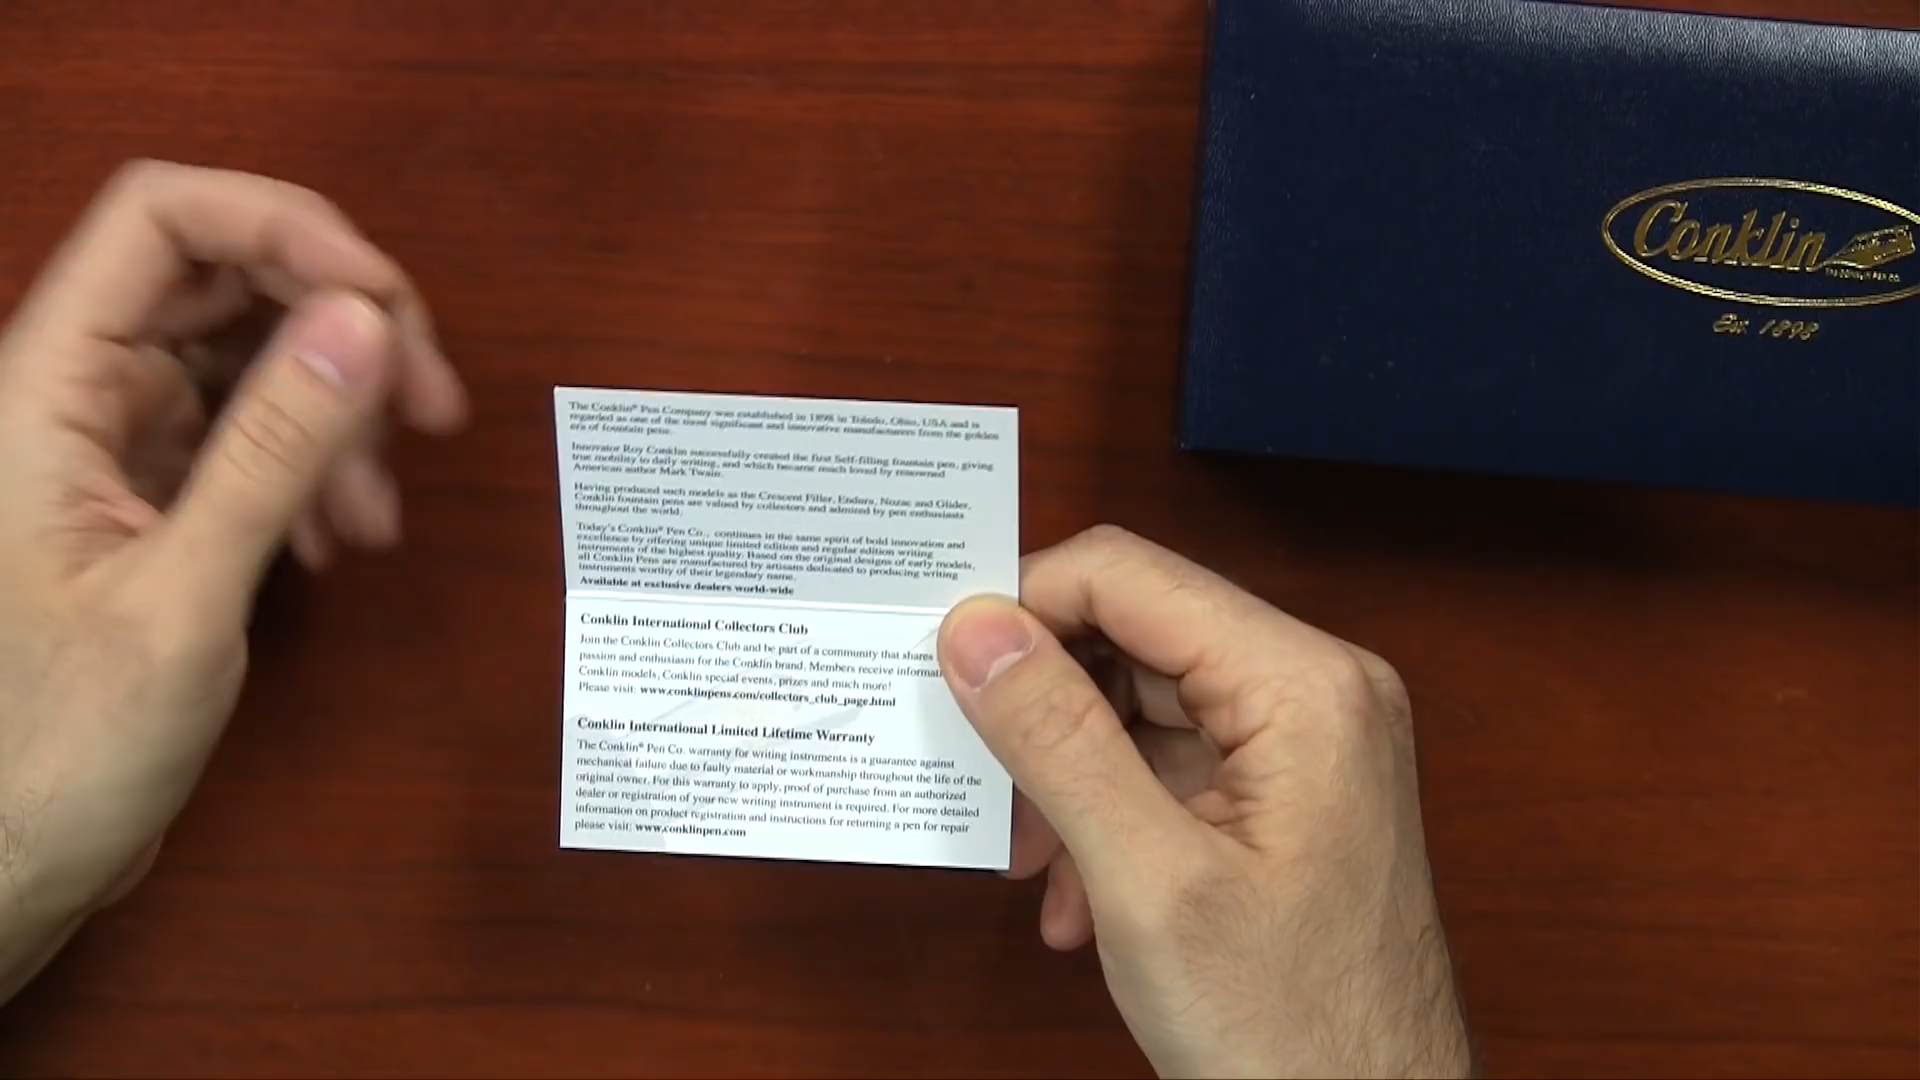 Conklin
THE CONKLIN PEN CO.
Est. 1898
The Conklin® Pen Company was established in 1898 in Toledo, Ohio, USA and is
regarded as one of the most significant and innovative manufacturers from the golden
era of fountain pens.
Innovator Roy Conklin successfully created the first Self-filling fountain pen, giving
true mobility to daily writing, and which became much loved by renowned
American author Mark Twain.
Having produced such models as the Crescent Filler, Endura, Nozac and Glider,
Conklin fountain pens are valued by collectors and admired by pen enthusiasts
throughout the world.
Today's Conklin® Pen Co., continues in the same spirit of bold innovation and
excellence by offering unique limited edition and regular edition writing
instruments of the highest quality. Based on the original designs of early models,
all Conklin Pens are manufactured by artisans dedicated to producing writing
instruments worthy of their legendary name.
Available at exclusive dealers world-wide
Conklin International Collectors Club
Join the Conklin Collectors Club and be part of a community that shares
passion and enthusiasm for the Conklin brand. Members receive informati
Conklin models, Conklin special events, prizes and much more!
Please visit: www.conklinpens.com/collectors_club_page.html
Conklin International Limited Lifetime Warranty
The Conklin® Pen Co. warranty for writing instruments is a guarantee against
mechanical failure due to faulty material or workmanship throughout the life of the
original owner. For this warranty to apply, proof of purchase from an authorized
dealer or registration of your new writing instrument is required. For more detailed
information on product registration and instructions for returning a pen for repair
please visit: www.conklinpen.com